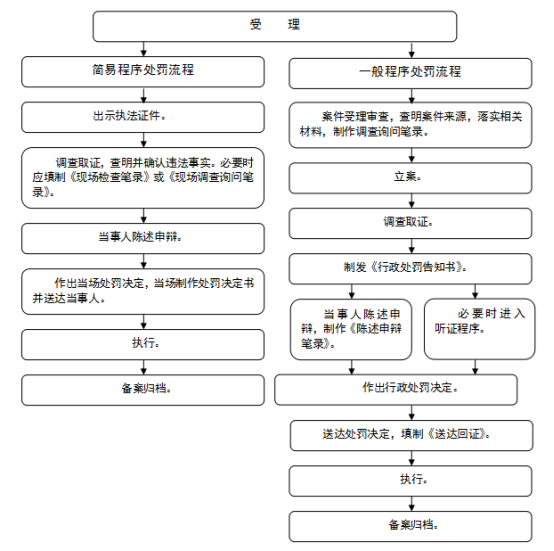 受 理
简易程序处罚流程
出示执法证件。
调查取证，查明并确认违法事实。必要时
应填制《现场检查笔录》或《现场调查询问笔
录》。
当事人陈述申辩。
作出当场处罚决定，当场制作处罚决定书
并送达当事人。
执行。
备案归档。
一般程序处罚流程
案件受理审查，查明案件来源，落实相关
材料，制作调查询问笔录。
立案。
调查取证。
制发《行政处罚告知书》。
当事人陈述申
辩，制作《陈述申辩
笔录》。
必要时进入
听证程序。
作出行政处罚决定。
送达处罚决定，填制《送达回证》。
执行。
备案归档。